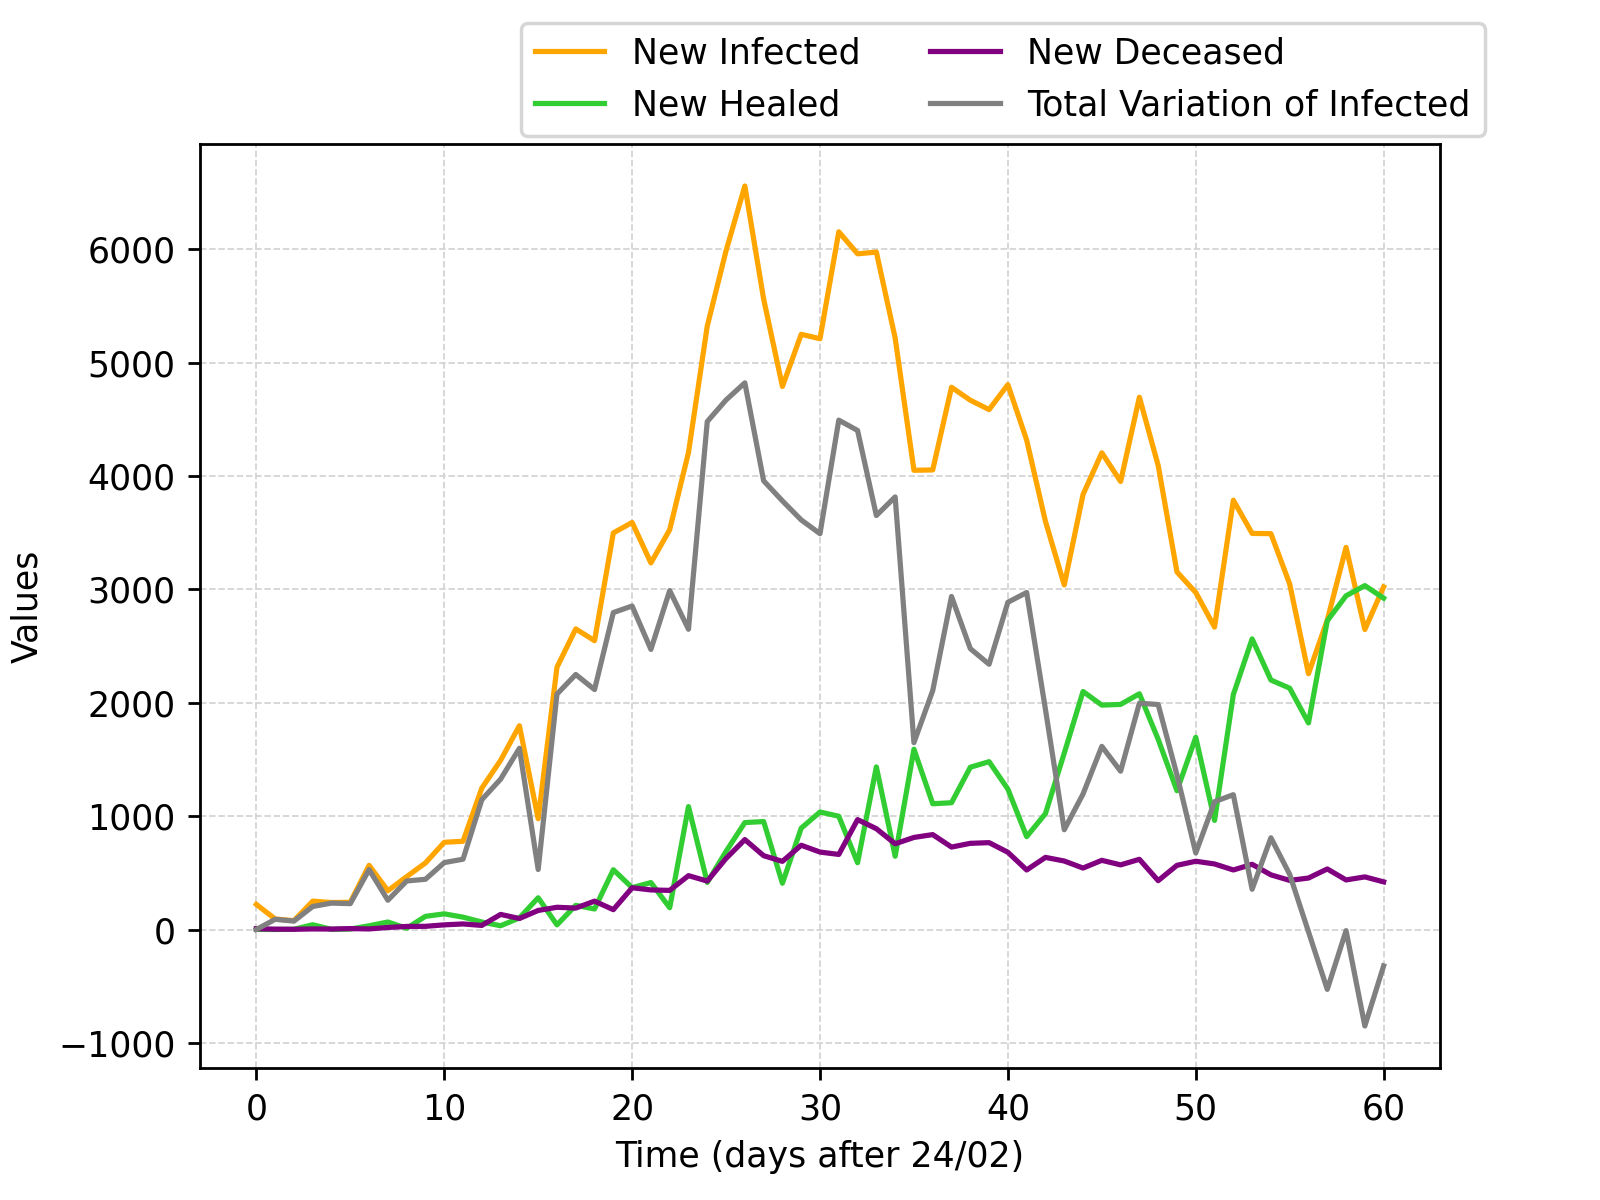 New Infected
New Healed
New Deceased
Total Variation of Infected
Values
6000
5000
4000
3000
2000
1000
0
−1000
0 10 20 30 40 50 60
Time (days after 24/02)